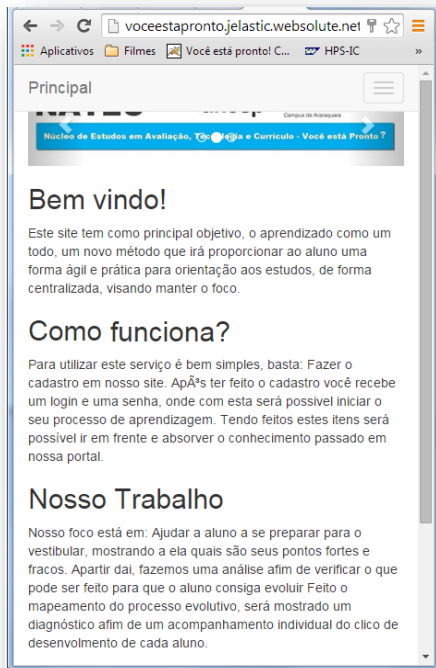 voceestapronto.jelastic.websolute.net
Aplicativos Filmes Você está pronto! C... HPS-IC »
Principal
Campus de Araraquara
Núcleo de Estudos em Avaliação, Tecnologia e Currículo - Você está Pronto ?
Bem vindo!
Este site tem como principal objetivo, o aprendizado como um
todo, um novo método que irá proporcionar ao aluno uma
forma ágil e prática para orientação aos estudos, de forma
centralizada, visando manter o foco.
Como funciona?
Para utilizar este serviço é bem simples, basta: Fazer o
cadastro em nosso site. ApÃ³s ter feito o cadastro você recebe
um login e uma senha, onde com esta será possivel iniciar o
seu processo de aprendizagem. Tendo feitos estes itens será
possível ir em frente e absorver o conhecimento passado em
nossa portal.
Nosso Trabalho
Nosso foco está em: Ajudar a aluno a se preparar para o
vestibular, mostrando a ela quais são seus pontos fortes e
fracos. Apartir dai, fazemos uma análise afim de verificar o que
pode ser feito para que o aluno consiga evoluir Feito o
mapeamento do processo evolutivo, será mostrado um
diagnóstico afim de um acompanhamento individual do clico de
desenvolmento de cada aluno.